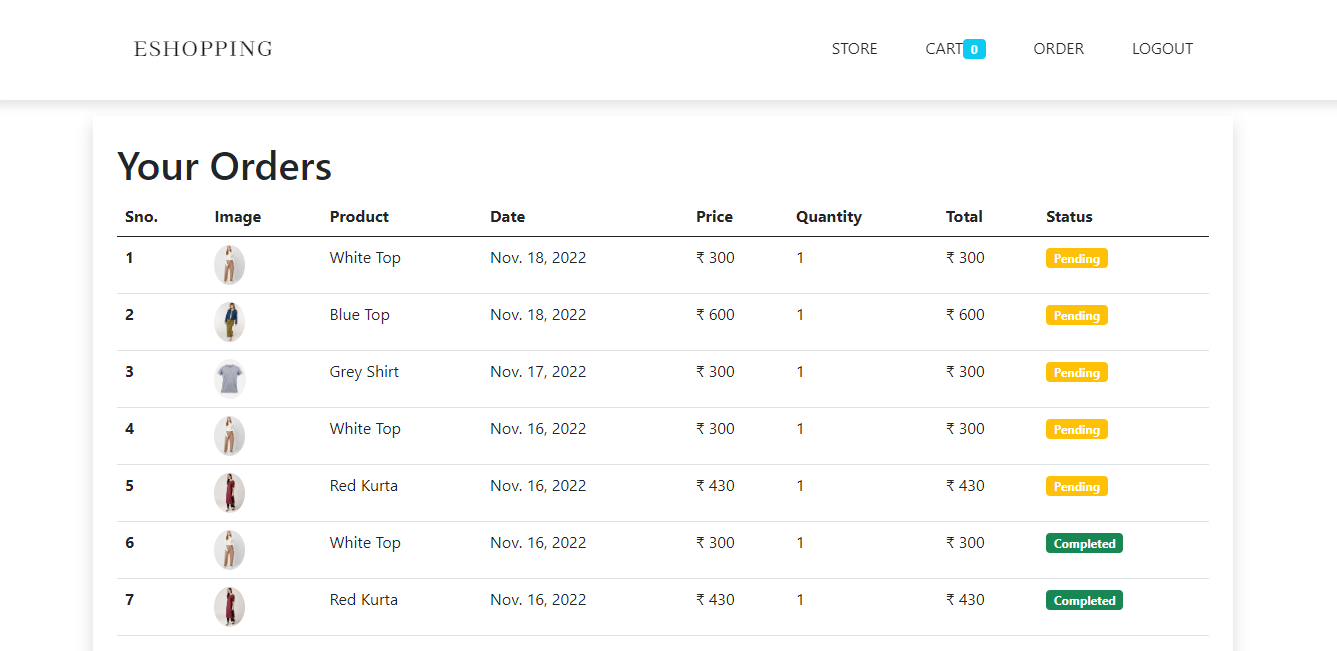 ESHOPPING STORE CART 0 ORDER LOGOUT
Your Orders
Sno. Image Product Date Price Quantity Total Status
1 White Top Nov. 18, 2022 ₹ 300 1 ₹ 300 Pending
2 Blue Top Nov. 18, 2022 ₹ 600 1 ₹ 600 Pending
3 Grey Shirt Nov. 17, 2022 ₹ 300 1 ₹ 300 Pending
4 White Top Nov. 16, 2022 ₹ 300 1 ₹ 300 Pending
5 Red Kurta Nov. 16, 2022 ₹ 430 1 ₹ 430 Pending
6 White Top Nov. 16, 2022 ₹ 300 1 ₹ 300 Completed
7 Red Kurta Nov. 16, 2022 ₹ 430 1 ₹ 430 Completed